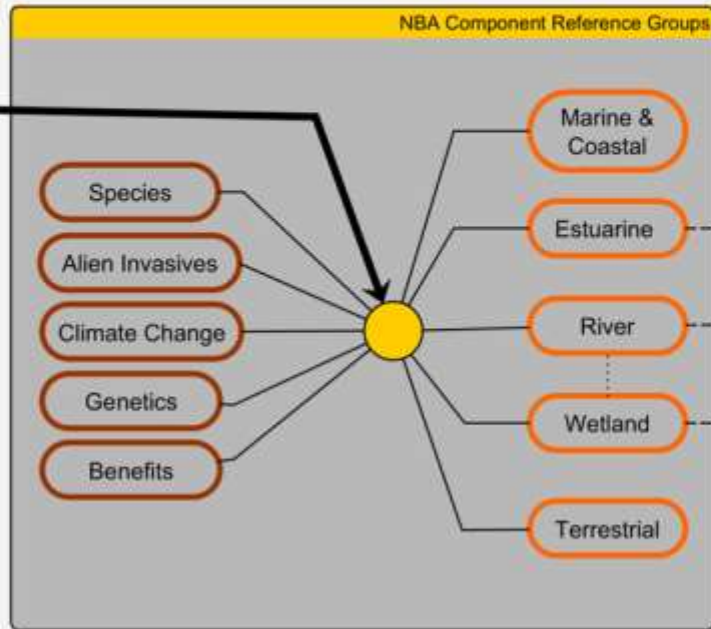 NBA Component Reference Groups
Species
Alien Invasives
Climate Change
Genetics
Benefits
Marine &
Coastal
Estuarine
River
Wetland
Terrestrial